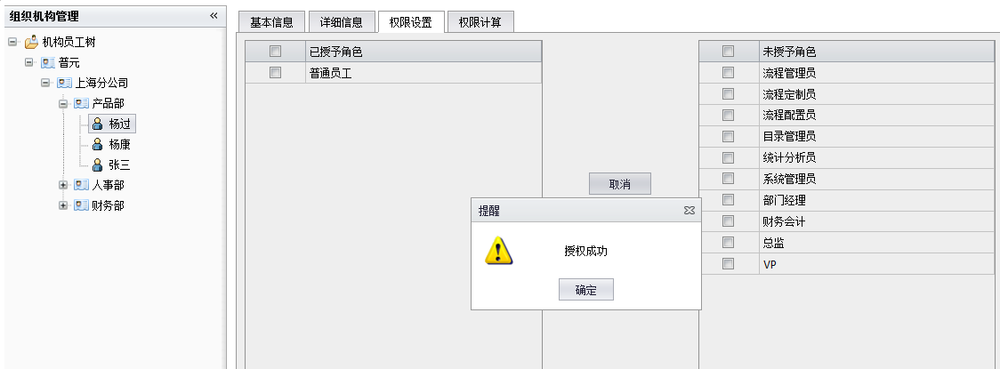 组织机构管理 «
机构员工树
普元
上海分公司
产品部
杨过
杨康
张三
人事部
财务部
基本信息 详细信息 权限设置 权限计算
已授予角色
普通员工
取消
提醒
授权成功
确定
未授予角色
流程管理员
流程定制员
流程配置员
目录管理员
统计分析员
系统管理员
部门经理
财务会计
总监
VP